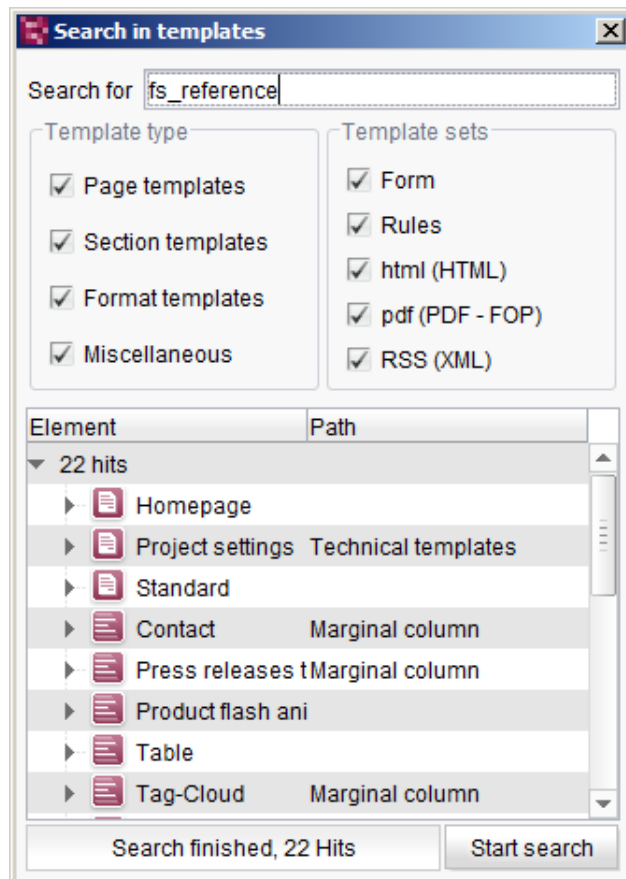 Search in templates
Search for fs_reference
Template type
Page templates
Section templates
Format templates
Miscellaneous
Template sets
Form
Rules
html (HTML)
pdf (PDF - FOP)
RSS (XML)
Element Path
22 hits
Homepage
Project settings Technical templates
Standard
Contact Marginal column
Press releases t Marginal column
Product flash ani
Table
Tag-Cloud Marginal column
Search finished, 22 Hits Start search